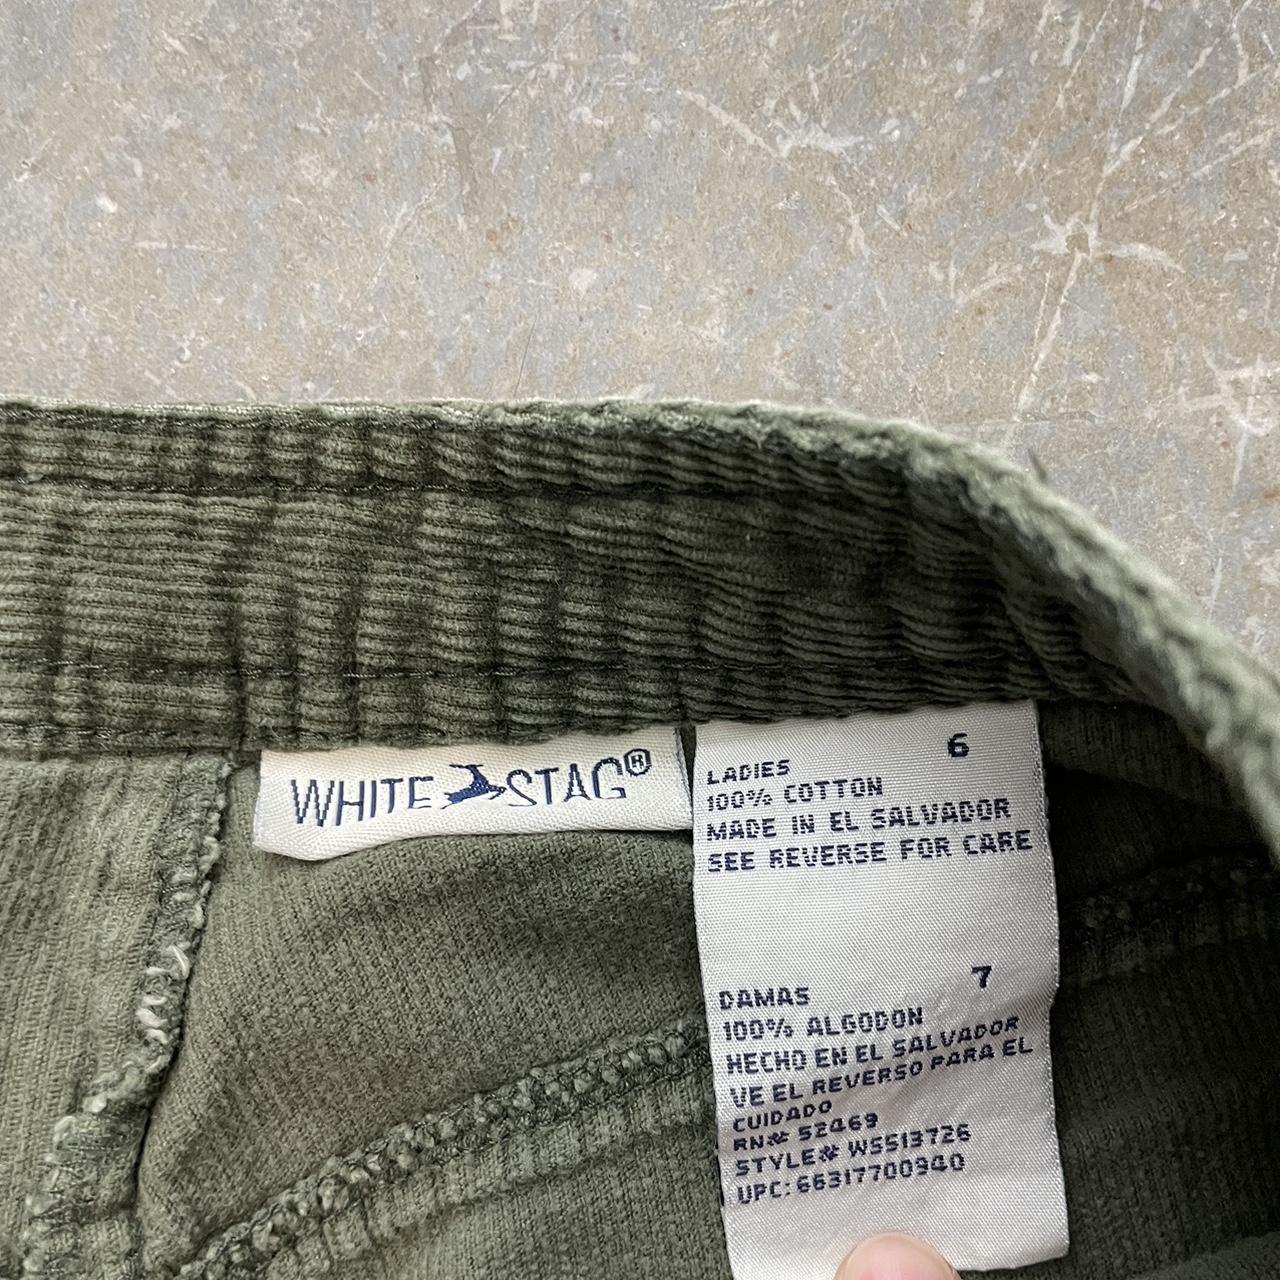 WHITE STAG®
6
LADIES
100% COTTON
MADE IN EL SALVADOR
SEE REVERSE FOR CARE
7
DAMAS
100% ALGODON
HECHO EN EL SALVADOR
VE EL REVERSO PARA EL
CUIDADO
RN# 52469
STYLE# WSS13726
UPC: 66317700940